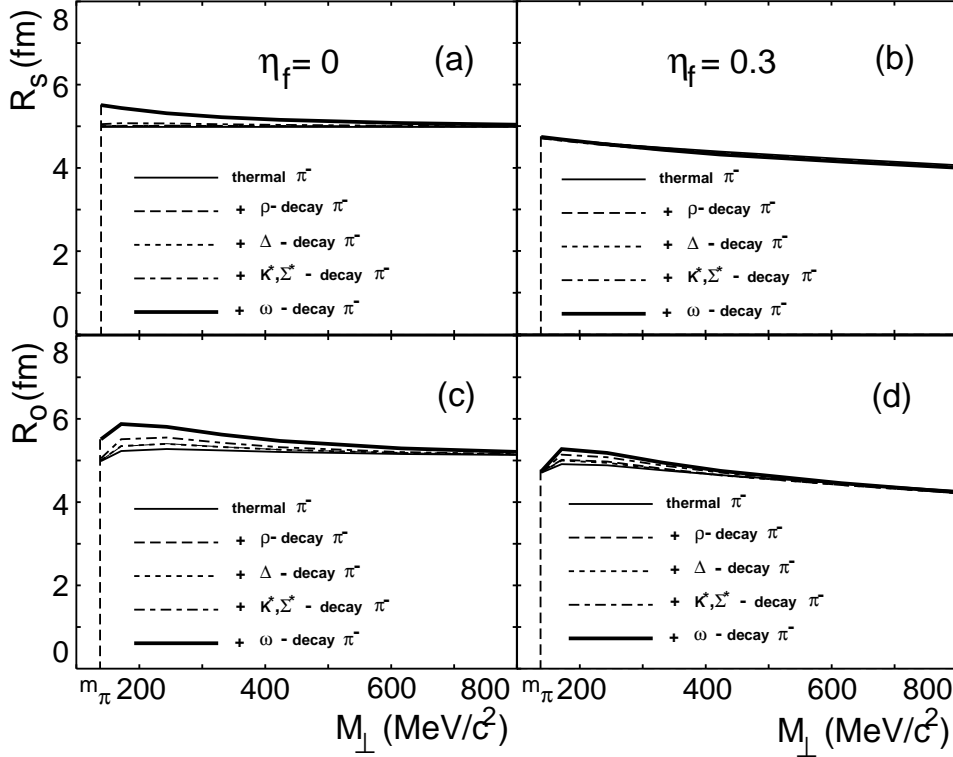 R_s (fm)
8
6
4
2
0
η_f = 0 (a)
thermal π⁻
+ ρ- decay π⁻
+ Δ - decay π⁻
+ K*,Σ* - decay π⁻
+ ω - decay π⁻
η_f = 0.3 (b)
thermal π⁻
+ ρ- decay π⁻
+ Δ - decay π⁻
+ K*,Σ* - decay π⁻
+ ω - decay π⁻
R_o (fm)
8
6
4
2
0
(c)
thermal π⁻
+ ρ- decay π⁻
+ Δ - decay π⁻
+ K*,Σ* - decay π⁻
+ ω - decay π⁻
m_π 200 400 600 800
M_⊥ (MeV/c²)
(d)
thermal π⁻
+ ρ- decay π⁻
+ Δ - decay π⁻
+ K*,Σ* - decay π⁻
+ ω - decay π⁻
m_π 200 400 600 800
M_⊥ (MeV/c²)